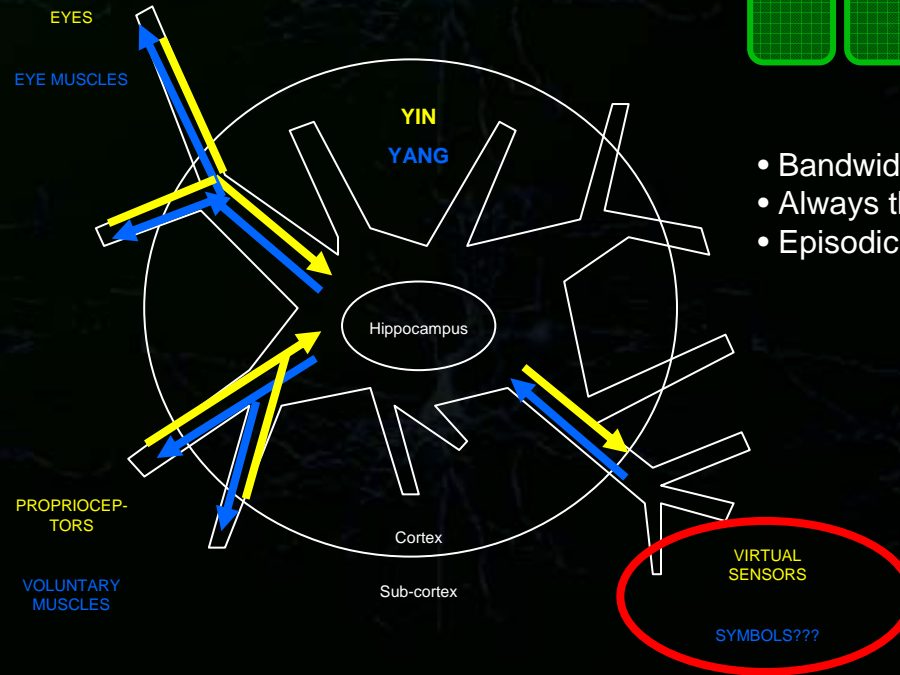 EYES
EYE MUSCLES
YIN
YANG
• Bandwid
• Always t
• Episodic
Hippocampus
PROPRIOCEP-
TORS
VOLUNTARY
MUSCLES
Cortex
Sub-cortex
VIRTUAL
SENSORS
SYMBOLS???